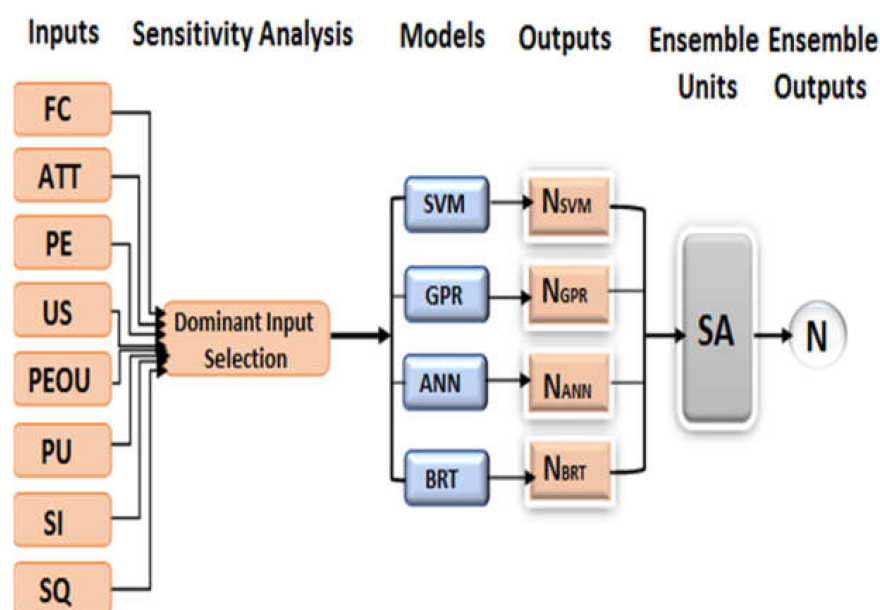 Inputs
Sensitivity Analysis
Models
Outputs
Ensemble
Units
Ensemble
Outputs
FC
ATT
PE
US
PEOU
PU
SI
SQ
Dominant Input
Selection
SVM
GPR
ANN
BRT
NSVM
NGPR
NANN
NBRT
SA
N